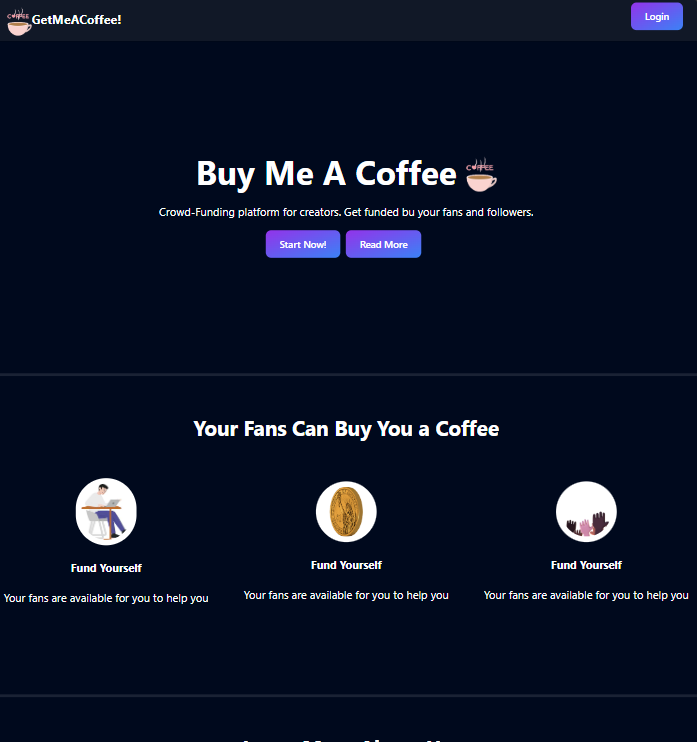 COFFEE
GetMeACoffee!
Login
Buy Me A Coffee
COFFEE
Crowd-Funding platform for creators. Get funded bu your fans and followers.
Start Now!
Read More
Your Fans Can Buy You a Coffee
Fund Yourself
Fund Yourself
Fund Yourself
Your fans are available for you to help you
Your fans are available for you to help you
Your fans are available for you to help you